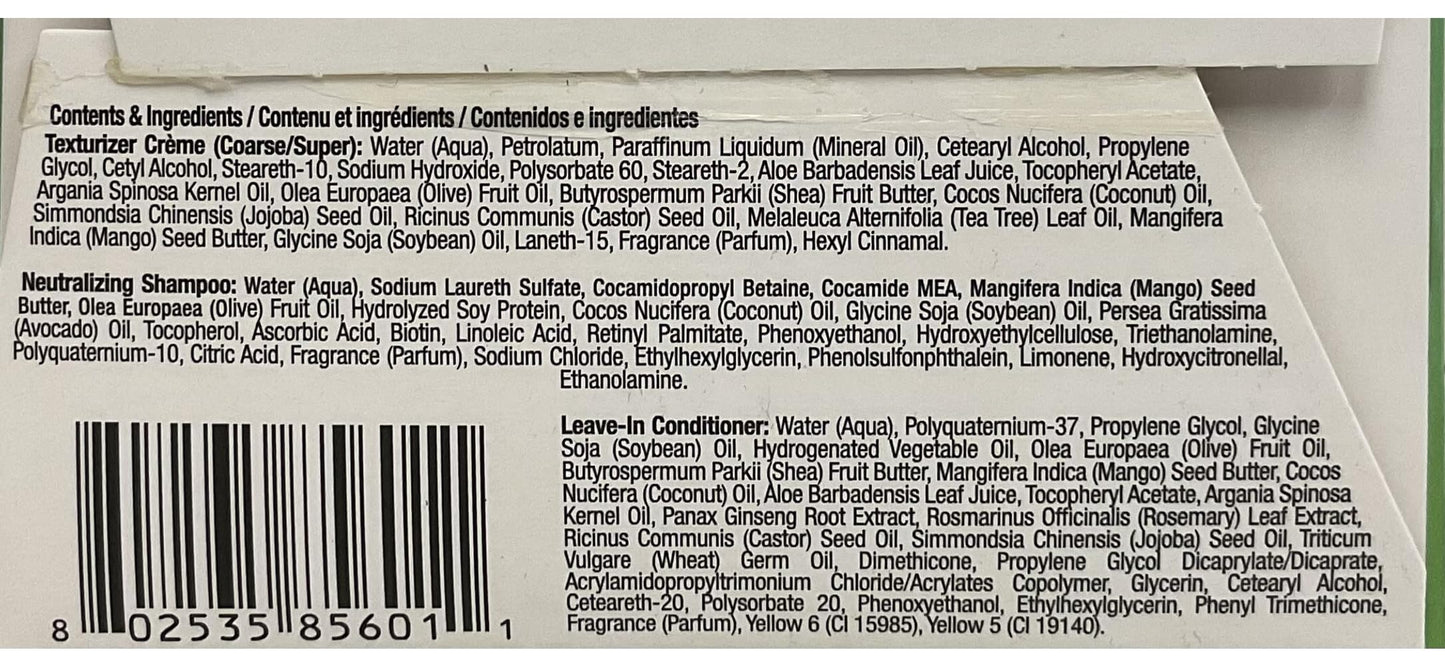 Contents & Ingredients / Contenu et ingrédients / Contenidos e ingredientes
Texturizer Crème (Coarse/Super): Water (Aqua), Petrolatum, Paraffinum Liquidum (Mineral Oil), Cetearyl Alcohol, Propylene
Glycol, Cetyl Alcohol, Steareth-10, Sodium Hydroxide, Polysorbate 60, Steareth-2, Aloe Barbadensis Leaf Juice, Tocopheryl Acetate,
Argania Spinosa Kernel Oil, Olea Europaea (Olive) Fruit Oil, Butyrospermum Parkii (Shea) Fruit Butter, Cocos Nucifera (Coconut) Oil,
Simmondsia Chinensis (Jojoba) Seed Oil, Ricinus Communis (Castor) Seed Oil, Melaleuca Alternifolia (Tea Tree) Leaf Oil, Mangifera
Indica (Mango) Seed Butter, Glycine Soja (Soybean) Oil, Laneth-15, Fragrance (Parfum), Hexyl Cinnamal.
Neutralizing Shampoo: Water (Aqua), Sodium Laureth Sulfate, Cocamidopropyl Betaine, Cocamide MEA, Mangifera Indica (Mango) Seed
Butter, Olea Europaea (Olive) Fruit Oil, Hydrolyzed Soy Protein, Cocos Nucifera (Coconut) Oil, Glycine Soja (Soybean) Oil, Persea Gratissima
(Avocado) Oil, Tocopherol, Ascorbic Acid, Biotin, Linoleic Acid, Retinyl Palmitate, Phenoxyethanol, Hydroxyethylcellulose, Triethanolamine,
Polyquaternium-10, Citric Acid, Fragrance (Parfum), Sodium Chloride, Ethylhexylglycerin, Phenolsulfonphthalein, Limonene, Hydroxycitronellal,
Ethanolamine.
Leave-In Conditioner: Water (Aqua), Polyquaternium-37, Propylene Glycol, Glycine
Soja (Soybean) Oil, Hydrogenated Vegetable Oil, Olea Europaea (Olive) Fruit Oil,
Butyrospermum Parkii (Shea) Fruit Butter, Mangifera Indica (Mango) Seed Butter, Cocos
Nucifera (Coconut) Oil, Aloe Barbadensis Leaf Juice, Tocopheryl Acetate, Argania Spinosa
Kernel Oil, Panax Ginseng Root Extract, Rosmarinus Officinalis (Rosemary) Leaf Extract,
Ricinus Communis (Castor) Seed Oil, Simmondsia Chinensis (Jojoba) Seed Oil, Triticum
Vulgare (Wheat) Germ Oil, Dimethicone, Propylene Glycol Dicaprylate/Dicaprate,
Acrylamidopropyltrimonium Chloride/Acrylates Copolymer, Glycerin, Cetearyl Alcohol,
Ceteareth-20, Polysorbate 20, Phenoxyethanol, Ethylhexylglycerin, Phenyl Trimethicone,
Fragrance (Parfum), Yellow 6 (CI 15985), Yellow 5 (CI 19140).
8 02535 85601 1